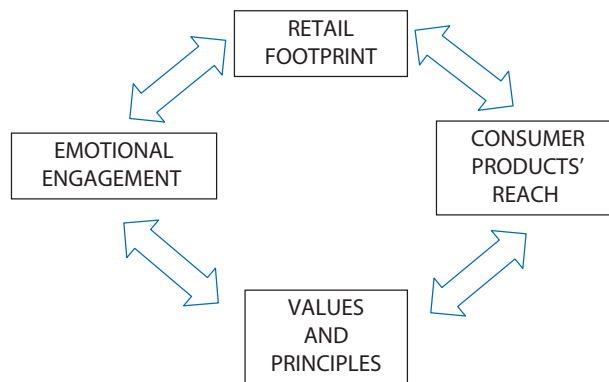 RETAIL
FOOTPRINT
EMOTIONAL
ENGAGEMENT
CONSUMER
PRODUCTS’
REACH
VALUES
AND
PRINCIPLES